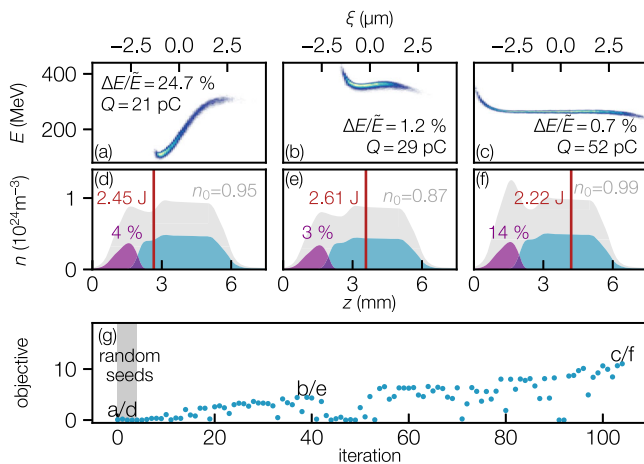 ξ (μm)
−2.5 0.0 2.5 −2.5 0.0 2.5 −2.5 0.0 2.5
E (MeV)
400
200
ΔE/Ẽ = 24.7 %
Q = 21 pC
(a)
ΔE/Ẽ = 1.2 %
Q = 29 pC
(b)
ΔE/Ẽ = 0.7 %
Q = 52 pC
(c)
n (10²⁴m⁻³)
1
0
(d)
n₀=0.95
2.45 J
4 %
(e)
n₀=0.87
2.61 J
3 %
(f)
n₀=0.99
2.22 J
14 %
0 3 6 0 3 6 0 3 6
z (mm)
objective
10
0
(g)
random
seeds
a/d
b/e
c/f
0 20 40 60 80 100
iteration